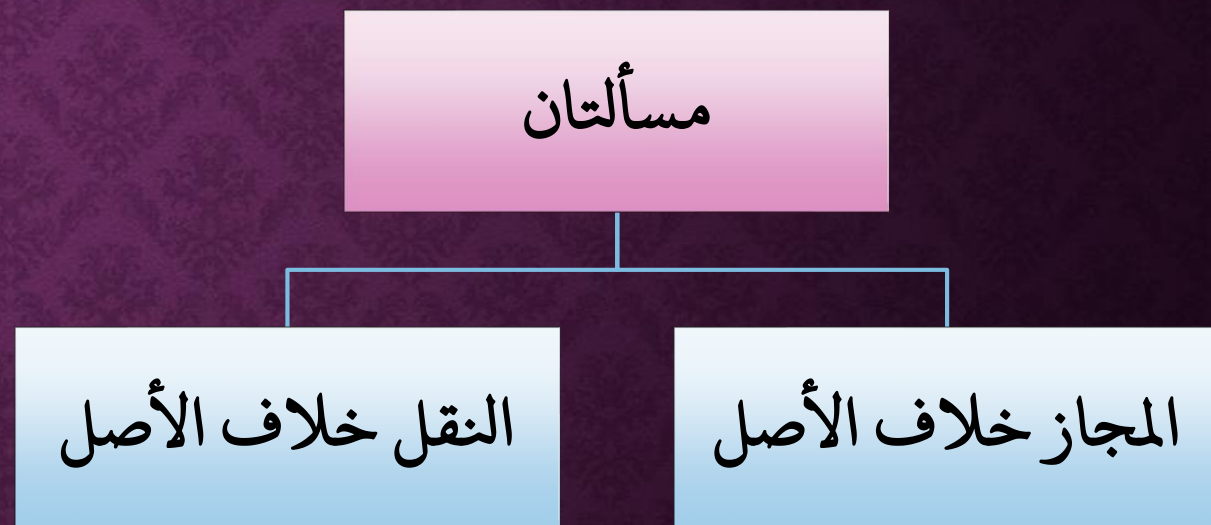 مسألتان
المجاز خلاف الأصل
النقل خلاف الأصل